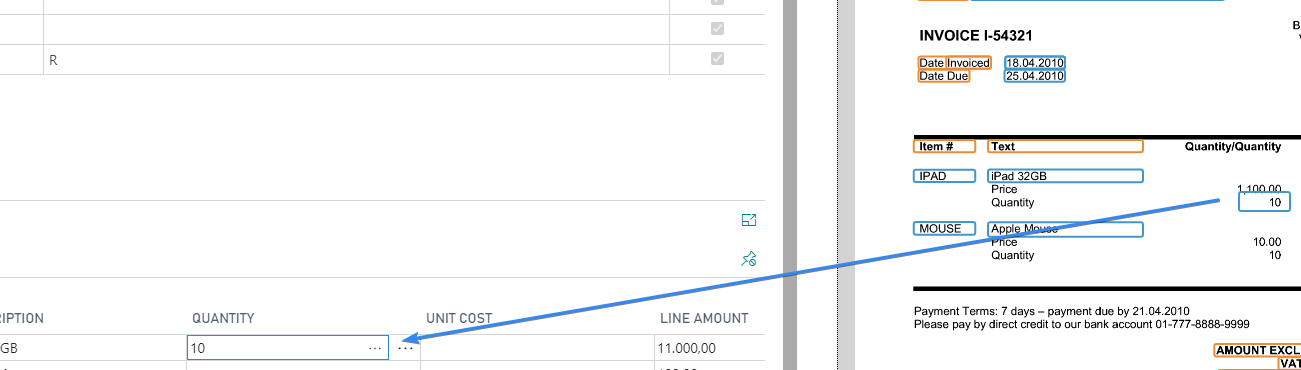 R
RIPTION QUANTITY UNIT COST LINE AMOUNT
GB 10 ... ... 11.000,00
INVOICE I-54321
Date Invoiced 18.04.2010
Date Due 25.04.2010
Item # Text Quantity/Quantity
IPAD iPad 32GB
Price 1,100.00
Quantity 10
MOUSE Apple Mouse
Price 10.00
Quantity 10
Payment Terms: 7 days – payment due by 21.04.2010
Please pay by direct credit to our bank account 01-777-8888-9999
AMOUNT EXCL
VAT